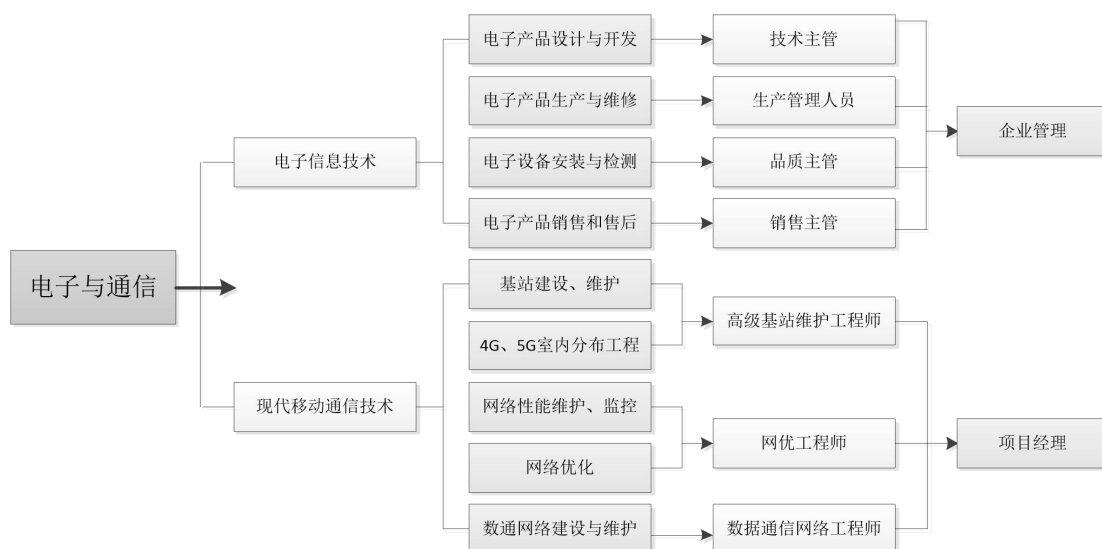 电子与通信
电子信息技术
现代移动通信技术
电子产品设计与开发
电子产品生产与维修
电子设备安装与检测
电子产品销售和售后
基站建设、维护
4G、5G室内分布工程
网络性能维护、监控
网络优化
数通网络建设与维护
技术主管
生产管理人员
品质主管
销售主管
高级基站维护工程师
网优工程师
数据通信网络工程师
企业管理
项目经理